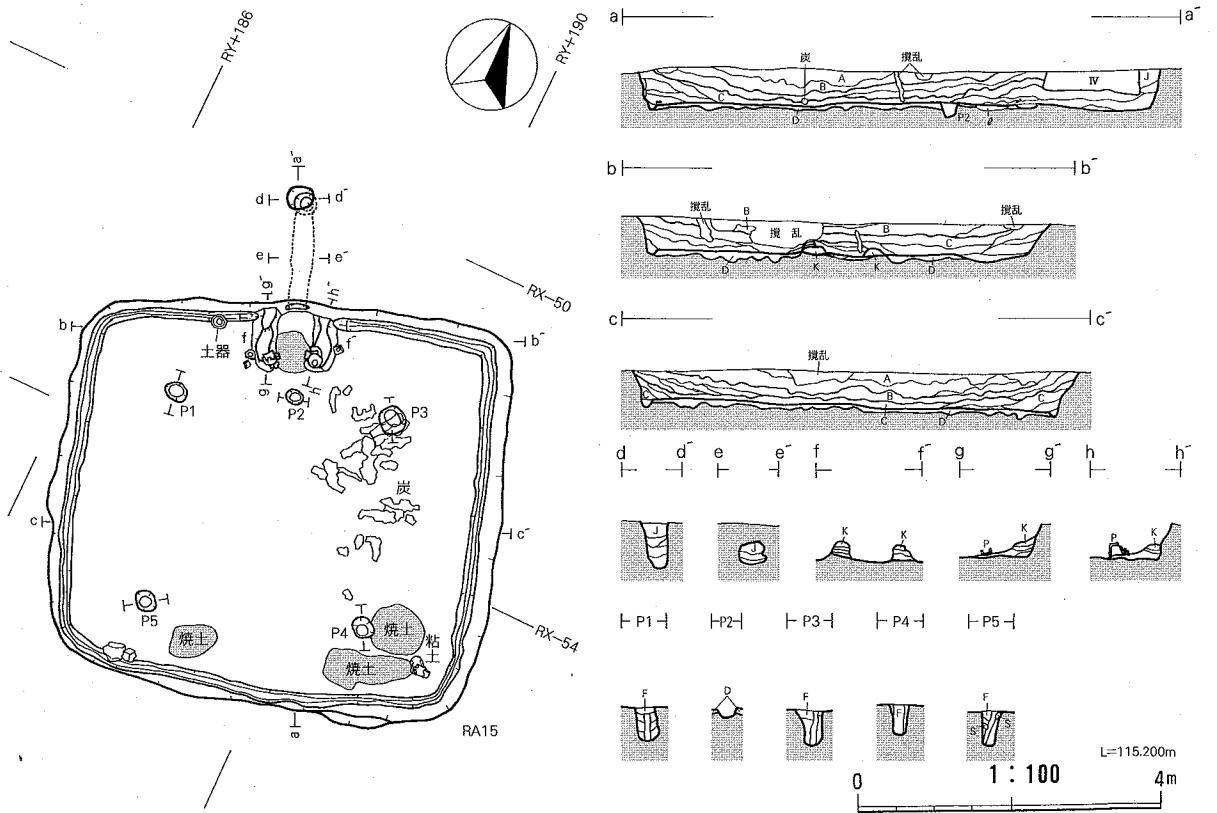 RY+186
RY+190
RX-50
RX-54
a´
d d´
e e´
g´ h´
b b´
f f´
土器
g h
P1
P2
P3
炭
c c´
P5
P4
焼土
焼土
粘土
焼土
a
RA15
a a´
炭 撹乱
A
B
C
D
P2
ℓ
Ⅳ
J
b b´
撹乱 B 撹乱 撹乱
B
C
D K K D
c c´
撹乱
A
B
C C
C D
d d´ e e´ f f´ g g´ h h´
J
J
K K
P K
P K
P1 P2 P3 P4 P5
F
D
F
F
F
S S
L=115.200m
1:100
0 4m